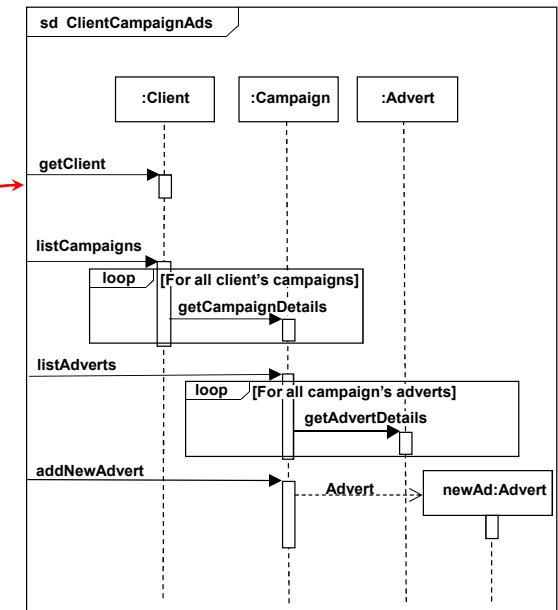 sd ClientCampaignAds
:Client
:Campaign
:Advert
getClient
listCampaigns
loop
[For all client's campaigns]
getCampaignDetails
listAdverts
loop
[For all campaign's adverts]
getAdvertDetails
addNewAdvert
Advert
newAd:Advert